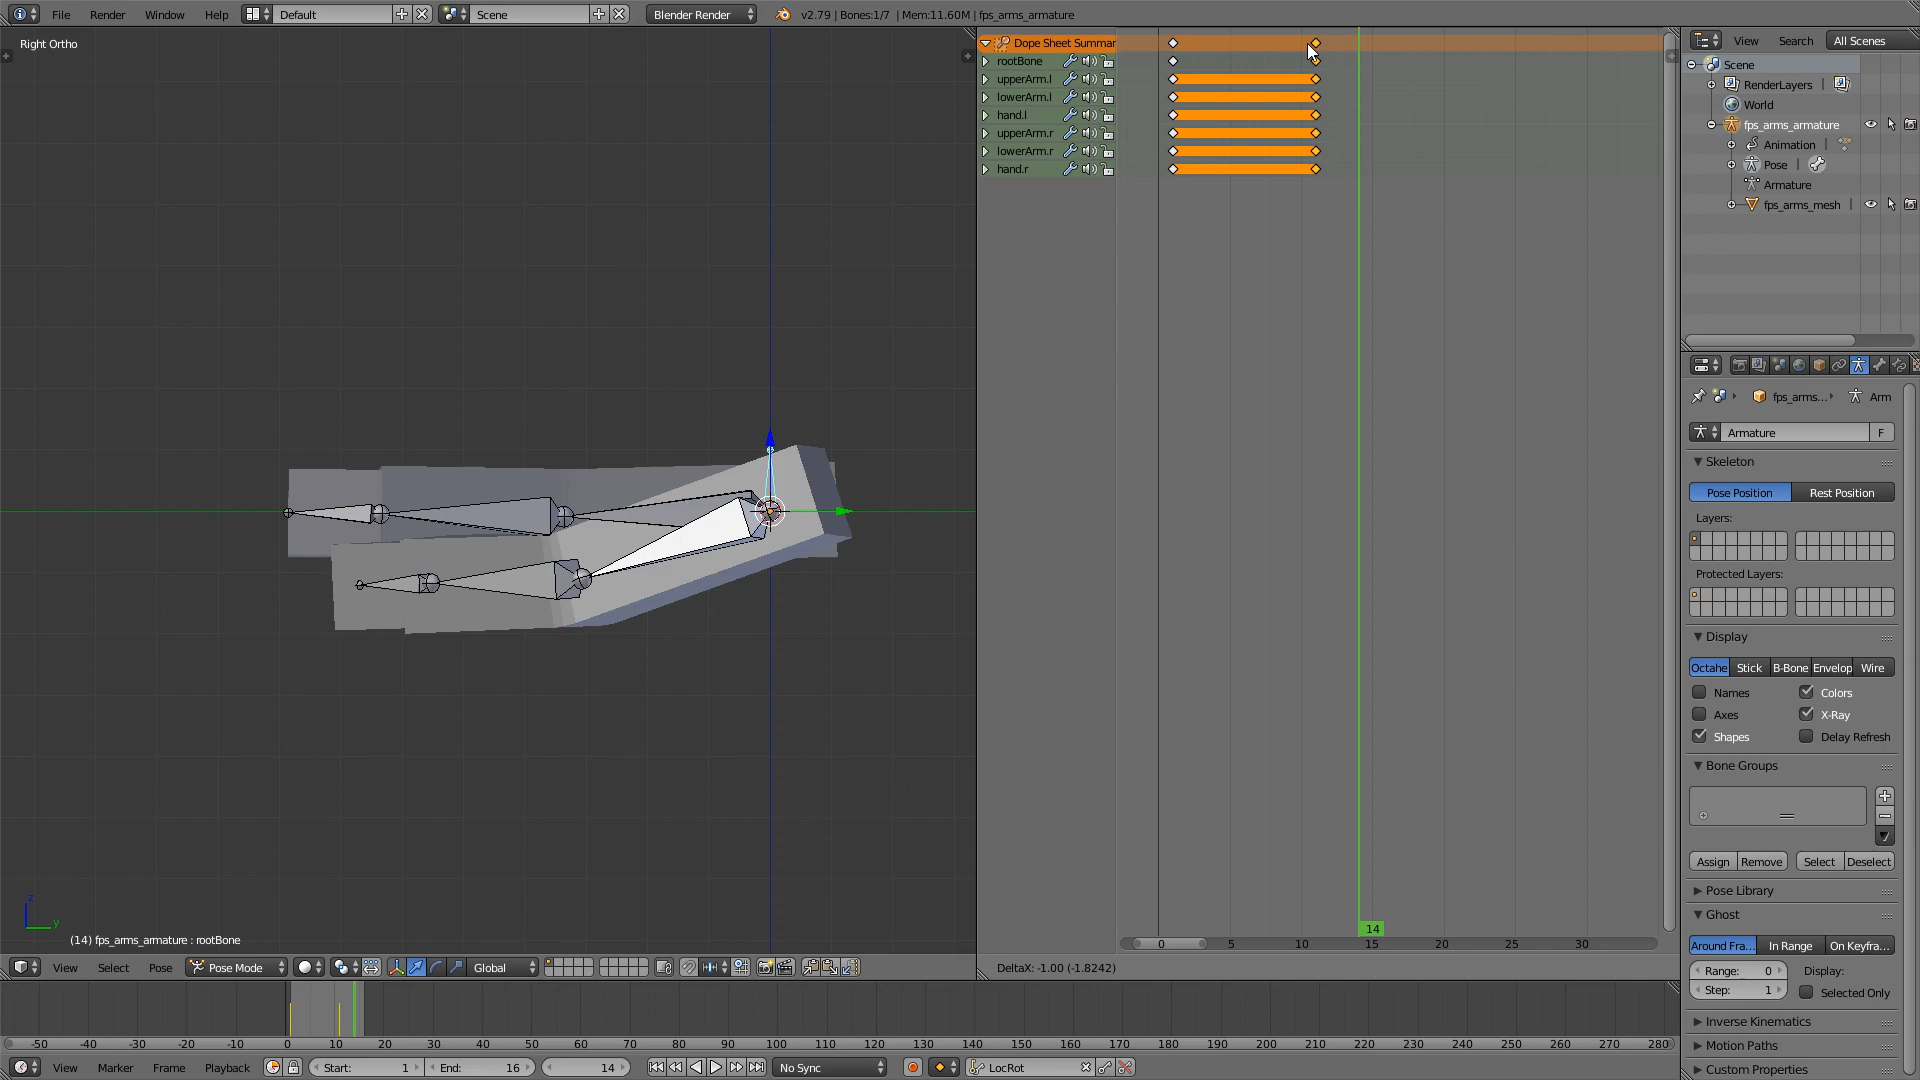 File Render Window Help Default Scene Blender Render v2.79 | Bones:1/7 | Mem:11.60M | fps_arms_armature
Right Ortho
Dope Sheet Summar
rootBone
upperArm.l
lowerArm.l
hand.l
upperArm.r
lowerArm.r
hand.r
View Search All Scenes
Scene
RenderLayers |
World
fps_arms_armature
Animation
Pose |
Armature
fps_arms_mesh |
fps_arms... Arm
Armature F
Skeleton
Pose Position Rest Position
Layers:
Protected Layers:
Display
Octahe Stick B-Bone Envelop Wire
Names Colors
Axes X-Ray
Shapes Delay Refresh
Bone Groups
Assign Remove Select Deselect
Pose Library
Ghost
Around Fra... In Range On Keyfra...
Range: 0 Display:
Step: 1 Selected Only
Inverse Kinematics
Motion Paths
Custom Properties
z
y
(14) fps_arms_armature : rootBone
14
0 5 10 15 20 25 30
View Select Pose Pose Mode Global
DeltaX: -1.00 (-1.8242)
-50 -40 -30 -20 -10 0 10 20 30 40 50 60 70 80 90 100 110 120 130 140 150 160 170 180 190 200 210 220 230 240 250 260 270 280
View Marker Frame Playback Start: 1 End: 16 14 No Sync LocRot